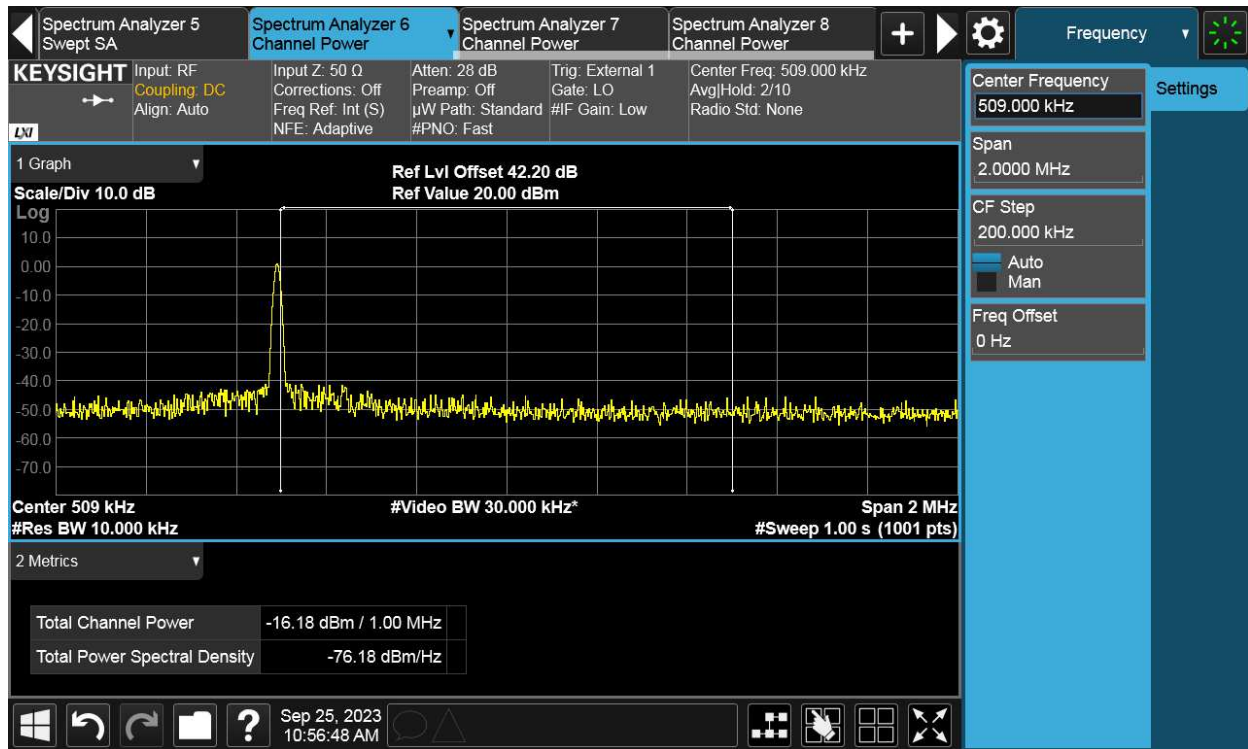 Spectrum Analyzer 5
Swept SA
Spectrum Analyzer 6
Channel Power
Spectrum Analyzer 7
Channel Power
Spectrum Analyzer 8
Channel Power
+
Frequency
KEYSIGHT
LXI
Input: RF
Coupling: DC
Align: Auto
Input Z: 50 Ω
Corrections: Off
Freq Ref: Int (S)
NFE: Adaptive
Atten: 28 dB
Preamp: Off
µW Path: Standard
#PNO: Fast
Trig: External 1
Gate: LO
#IF Gain: Low
Center Freq: 509.000 kHz
Avg|Hold: 2/10
Radio Std: None
Center Frequency
509.000 kHz
Settings
Span
2.0000 MHz
CF Step
200.000 kHz
Auto
Man
Freq Offset
0 Hz
1 Graph
Scale/Div 10.0 dB
Ref Lvl Offset 42.20 dB
Ref Value 20.00 dBm
Log
10.0
0.00
-10.0
-20.0
-30.0
-40.0
-50.0
-60.0
-70.0
Center 509 kHz
#Video BW 30.000 kHz*
Span 2 MHz
#Res BW 10.000 kHz
#Sweep 1.00 s (1001 pts)
2 Metrics
Total Channel Power -16.18 dBm / 1.00 MHz
Total Power Spectral Density -76.18 dBm/Hz
?
Sep 25, 2023
10:56:48 AM